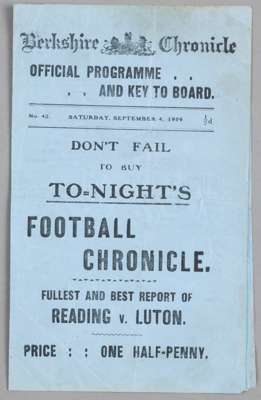 Berkshire Chronicle
OFFICIAL PROGRAMME . .
. . AND KEY TO BOARD.
No. 42. SATURDAY, SEPTEMBER 4, 1909 ½d.
DON'T FAIL
TO BUY
TO=NIGHT'S
FOOTBALL
CHRONICLE.
FULLEST AND BEST REPORT OF
READING v. LUTON.
PRICE : : ONE HALF-PENNY.